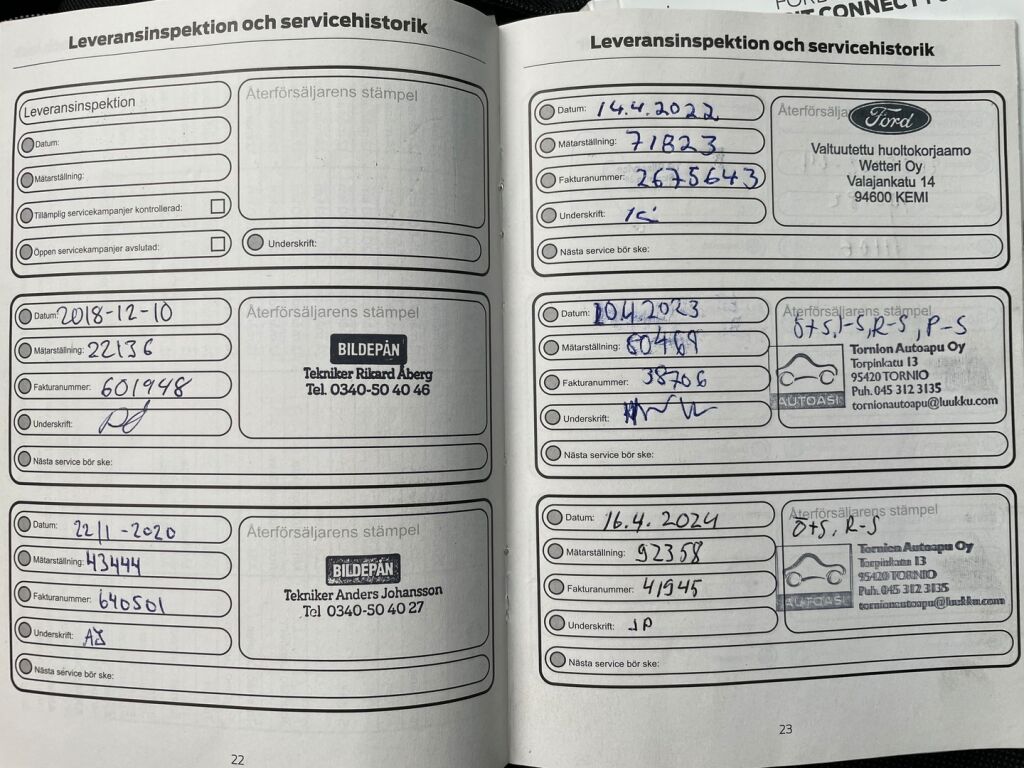 Leveransinspektion och servicehistorik
Leveransinspektion
Datum:
Mätarställning:
Tillämplig servicekampanjer kontrollerad:
Öppen servicekampanjer avslutad:
Återförsäljarens stämpel
Underskrift:
Datum: 2018-12-10
Mätarställning: 22136
Fakturanummer: 601948
Underskrift:
Nästa service bör ske:
Återförsäljarens stämpel
BILDEPÅN
Tekniker Rikard Åberg
Tel. 0340-50 40 46
Datum: 22/1 -2020
Mätarställning: 43444
Fakturanummer: 640501
Underskrift: AJ
Nästa service bör ske:
Återförsäljarens stämpel
BILDEPÅN
Tekniker Anders Johansson
Tel 0340-50 40 27
22
CONNECT
Leveransinspektion och servicehistorik
Datum: 14.4.2022
Mätarställning: 71823
Fakturanummer: 2675643
Underskrift:
Nästa service bör ske:
Återförsälja
Ford
Valtuutettu huoltokorjaamo
Wetteri Oy
Valajankatu 14
94600 KEMI
Datum: 20.4.2023
Mätarställning:
Fakturanummer: 38706
Underskrift:
Nästa service bör ske:
Återförsäljarens stämpel
Ö+S, I-S, R-S, P-S
AUTOASI
Tornion Autoapu Oy
Torpinkatu 13
95420 TORNIO
Puh. 045 312 3135
tornionautoapu@luukku.com
Datum: 16.4.2024
Mätarställning: 92358
Fakturanummer: 41945
Underskrift: JP
Nästa service bör ske:
Återförsäljarens stämpel
Ö+S, R-S
AUTOASI
Tornion Autoapu Oy
Torpinkatu 13
95420 TORNIO
Puh. 045 312 3135
tornionautoapu@luukku.com
23